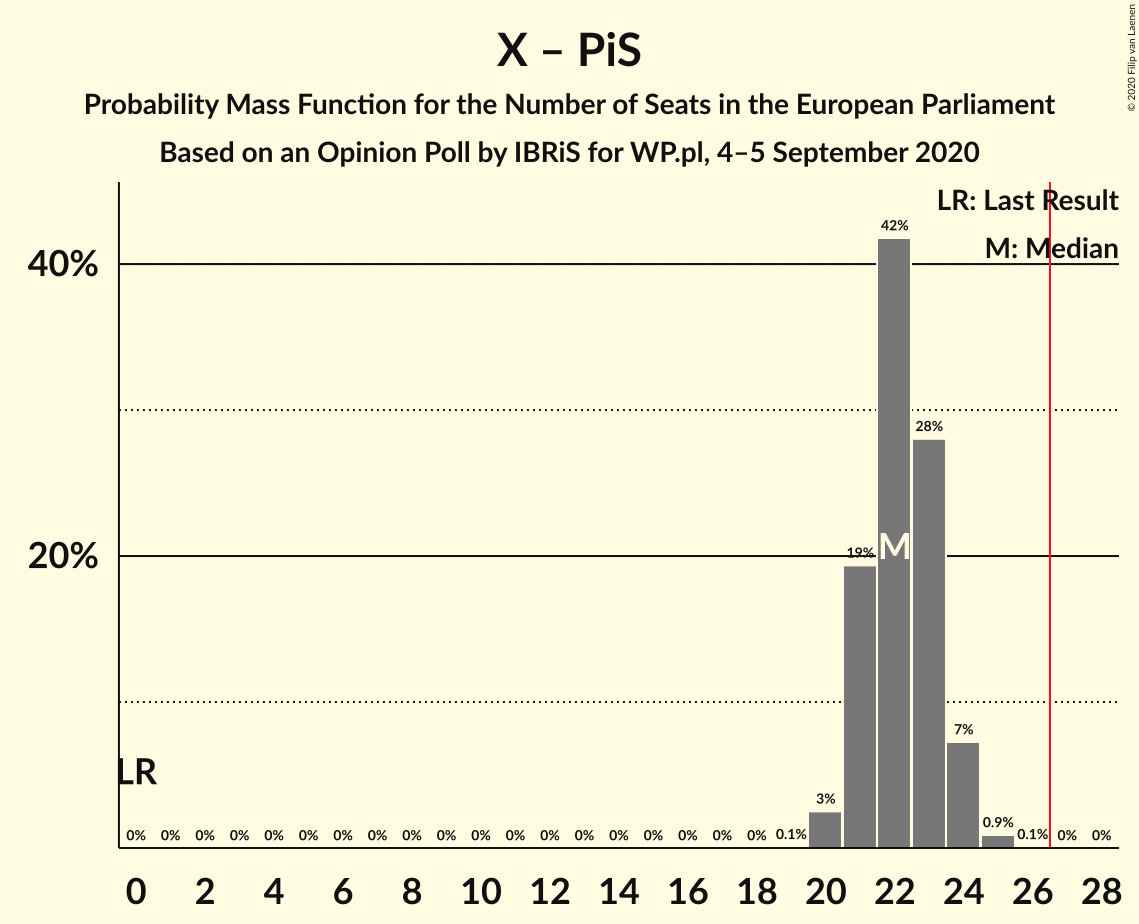 X – PiS
Probability Mass Function for the Number of Seats in the European Parliament
Based on an Opinion Poll by IBRiS for WP.pl, 4–5 September 2020
© 2020 Filip van Laenen
LR: Last Result
M: Median
42%
40%
28%
20%
19%
M
7%
LR
3%
0% 0% 0% 0% 0% 0% 0% 0% 0% 0% 0% 0% 0% 0% 0% 0% 0% 0% 0% 0.1% 0.9% 0.1% 0% 0%
0 2 4 6 8 10 12 14 16 18 20 22 24 26 28